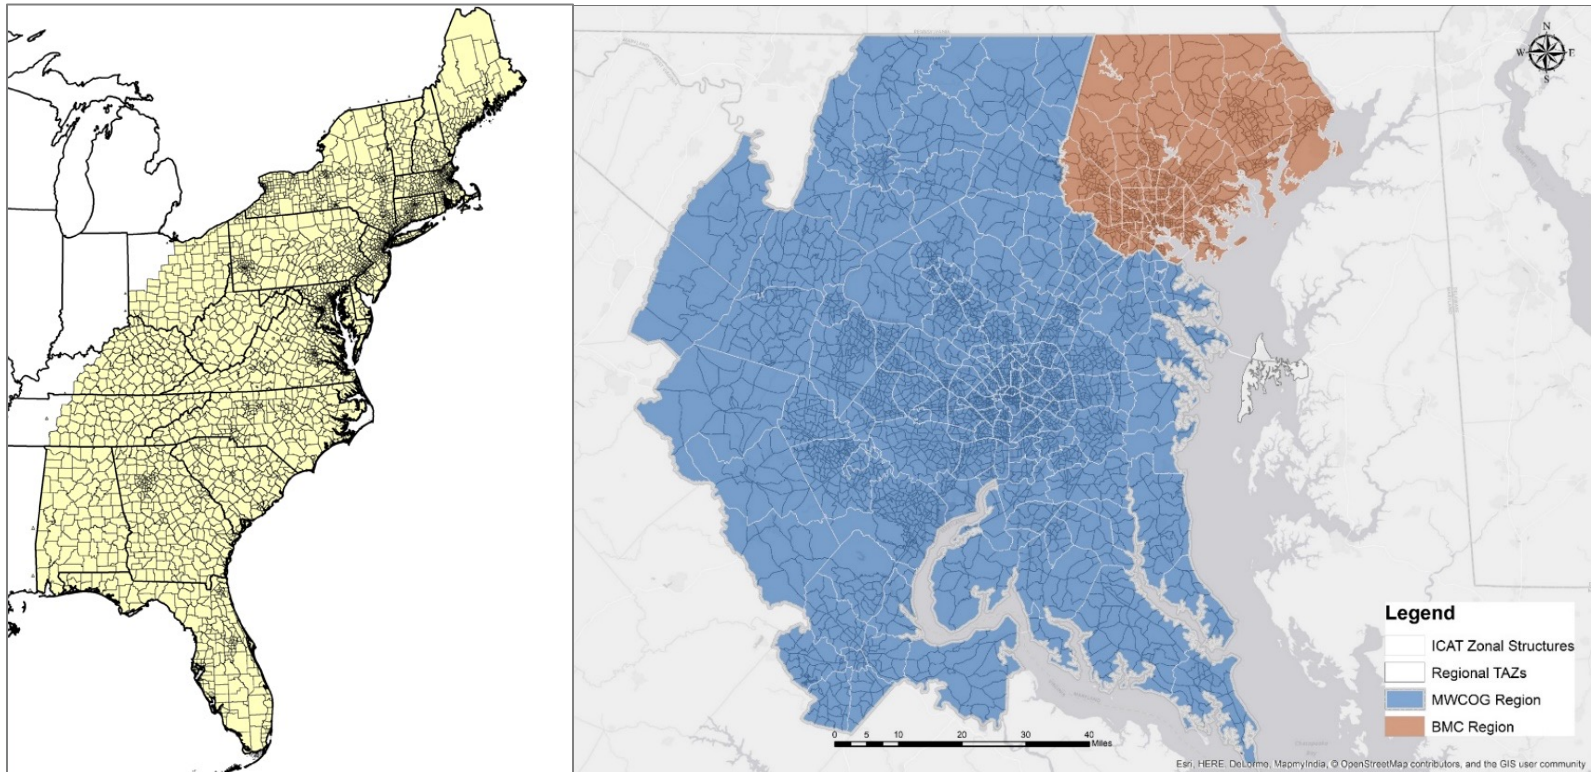 N
W E
S
Legend
ICAT Zonal Structures
Regional TAZs
MWCOG Region
BMC Region
0 5 10 20 30 40
Miles
Esri, HERE, DeLorme, MapmyIndia, © OpenStreetMap contributors, and the GIS user community